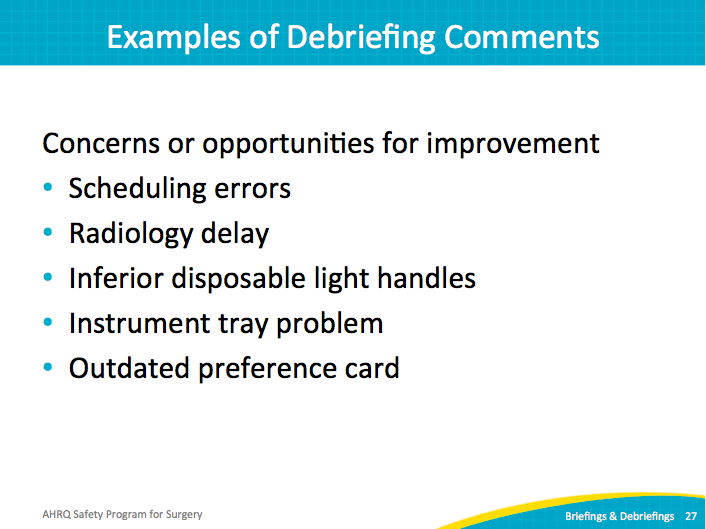 Examples of Debriefing Comments
Concerns or opportunities for improvement
• Scheduling errors
• Radiology delay
• Inferior disposable light handles
• Instrument tray problem
• Outdated preference card
AHRQ Safety Program for Surgery
Briefings & Debriefings 27